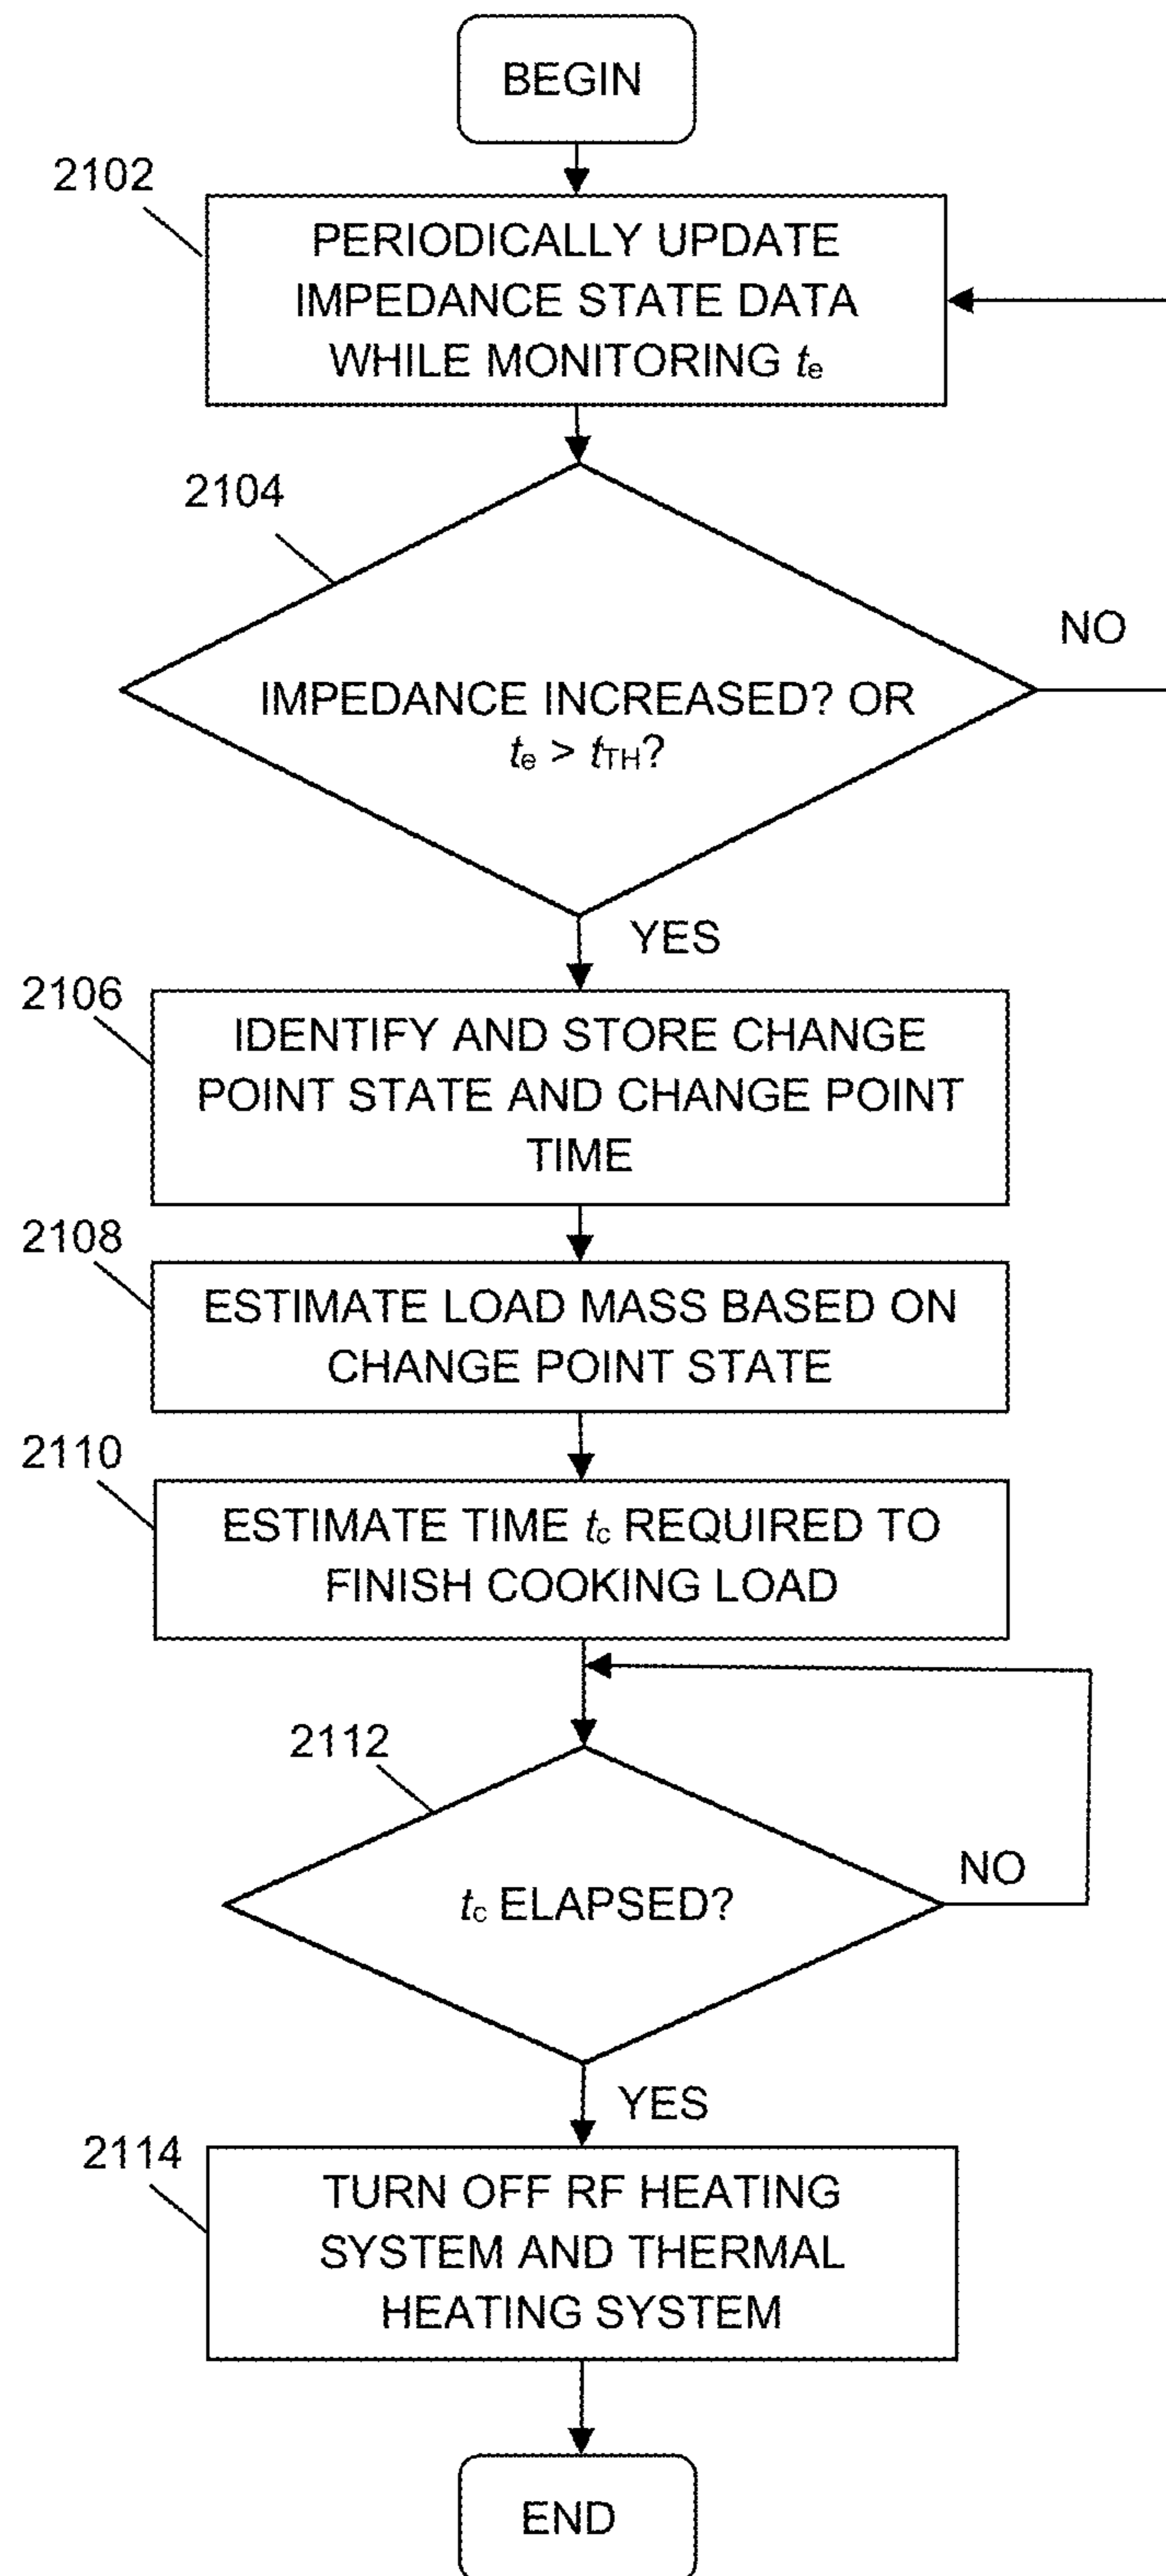 BEGIN
2102
PERIODICALLY UPDATE
IMPEDANCE STATE DATA
WHILE MONITORING te
2104
NO
IMPEDANCE INCREASED? OR
te > tTH?
YES
2106
IDENTIFY AND STORE CHANGE
POINT STATE AND CHANGE POINT
TIME
2108
ESTIMATE LOAD MASS BASED ON
CHANGE POINT STATE
2110
ESTIMATE TIME tc REQUIRED TO
FINISH COOKING LOAD
2112
NO
tc ELAPSED?
YES
2114
TURN OFF RF HEATING
SYSTEM AND THERMAL
HEATING SYSTEM
END